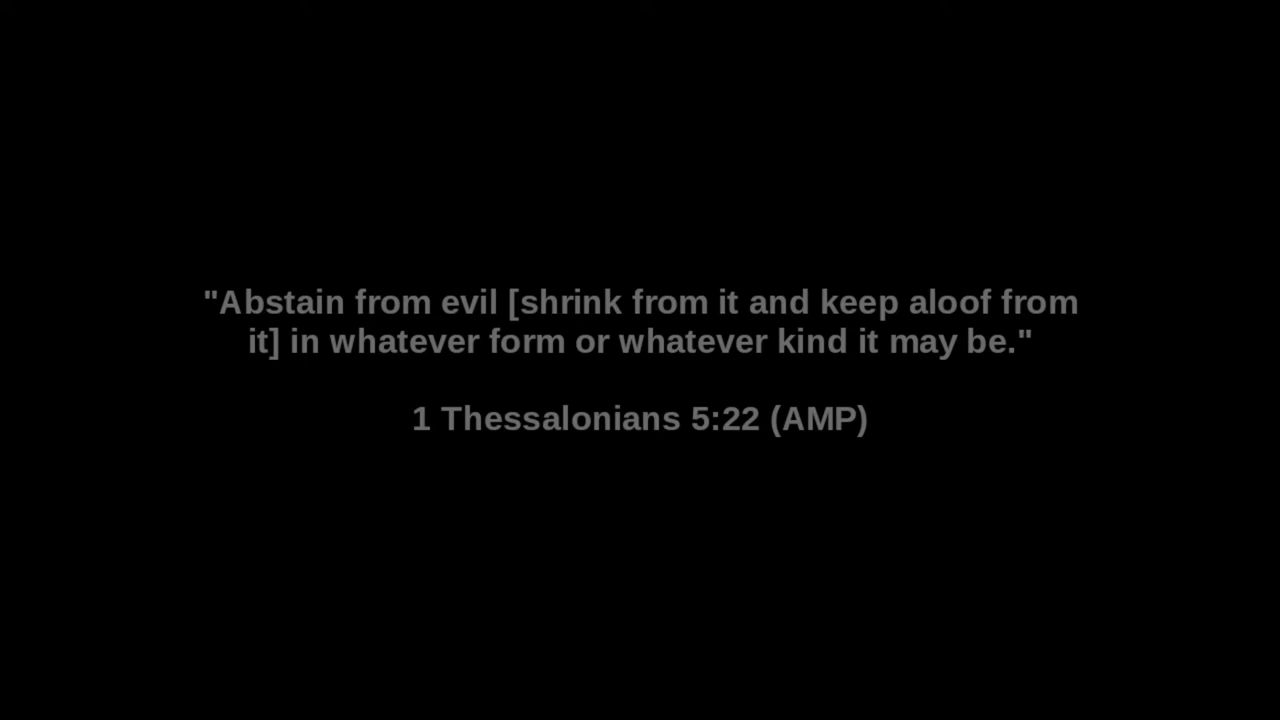 "Abstain from evil [shrink from it and keep aloof from
it] in whatever form or whatever kind it may be."
1 Thessalonians 5:22 (AMP)